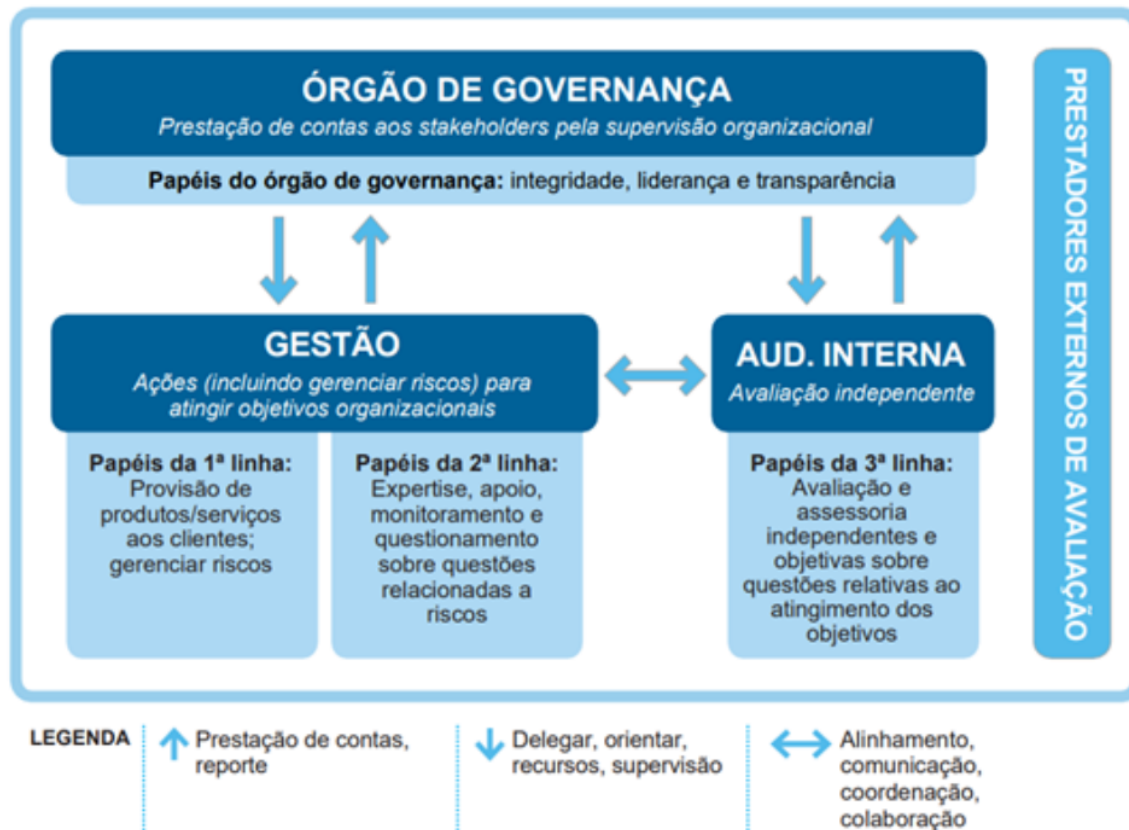 ÓRGÃO DE GOVERNANÇA
Prestação de contas aos stakeholders pela supervisão organizacional
Papéis do órgão de governança: integridade, liderança e transparência
GESTÃO
Ações (incluindo gerenciar riscos) para
atingir objetivos organizacionais
Papéis da 1ª linha:
Provisão de
produtos/serviços
aos clientes;
gerenciar riscos
Papéis da 2ª linha:
Expertise, apoio,
monitoramento e
questionamento
sobre questões
relacionadas a
riscos
AUD. INTERNA
Avaliação independente
Papéis da 3ª linha:
Avaliação e
assessoria
independentes e
objetivas sobre
questões relativas ao
atingimento dos
objetivos
PRESTADORES EXTERNOS DE AVALIAÇÃO
LEGENDA
Prestação de contas,
reporte
Delegar, orientar,
recursos, supervisão
Alinhamento,
comunicação,
coordenação,
colaboração